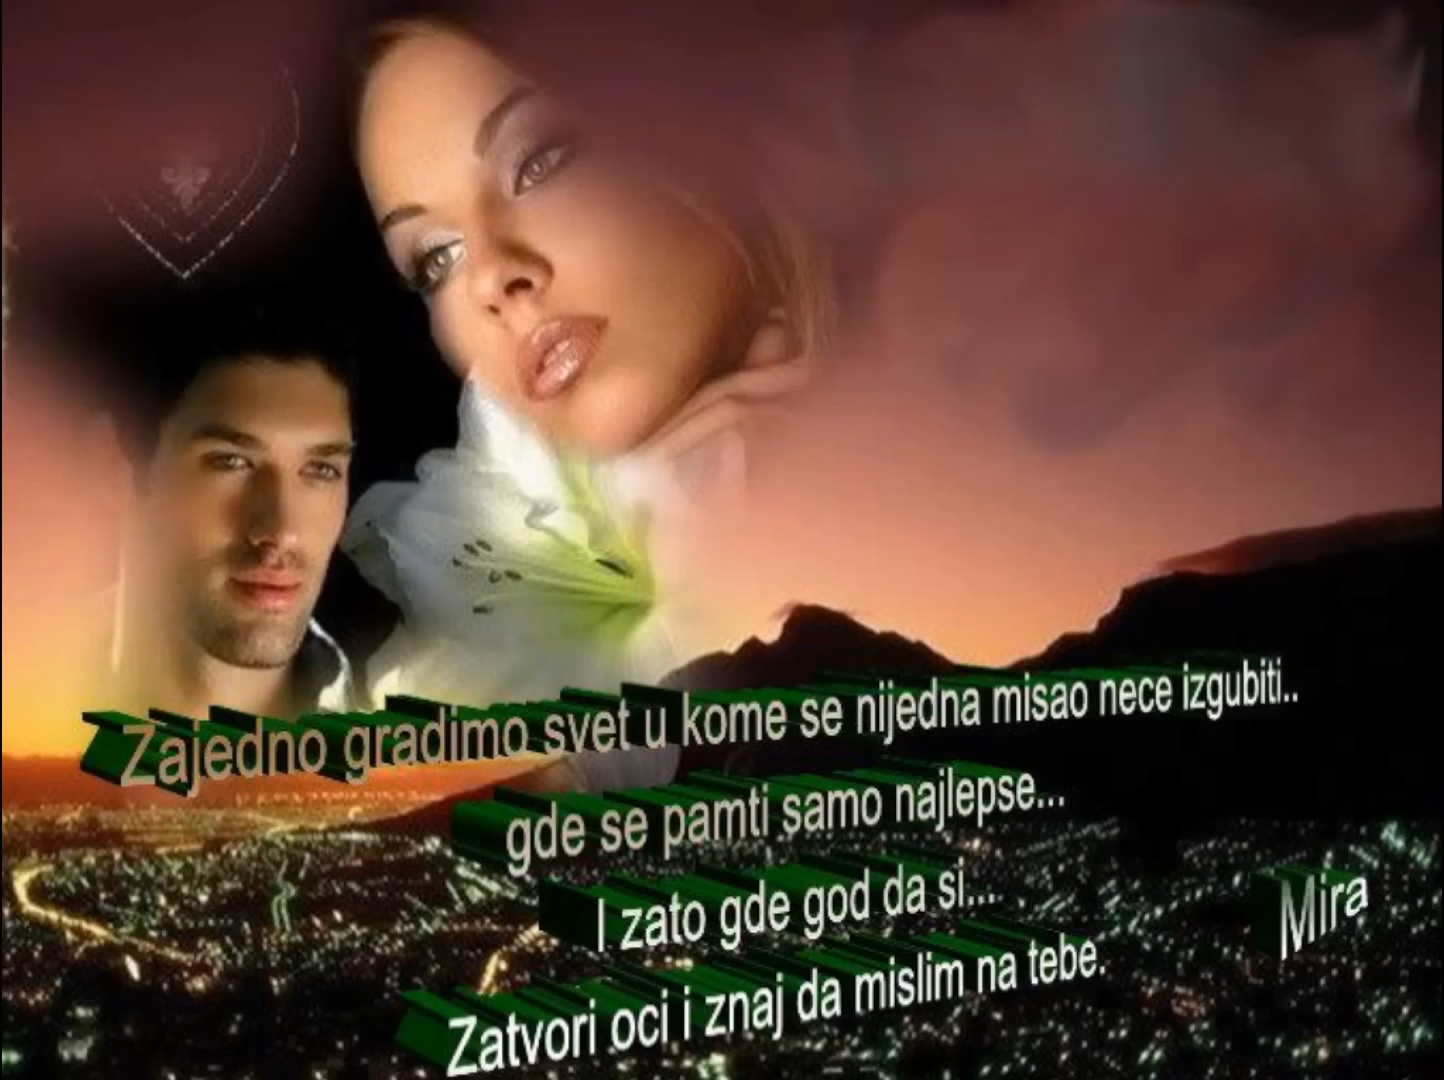 Zajedno gradimo svet u kome se nijedna misao nece izgubiti..
gde se pamti samo najlepse...
I zato gde god da si....
Zatvori oci i znaj da mislim na tebe.
Mira